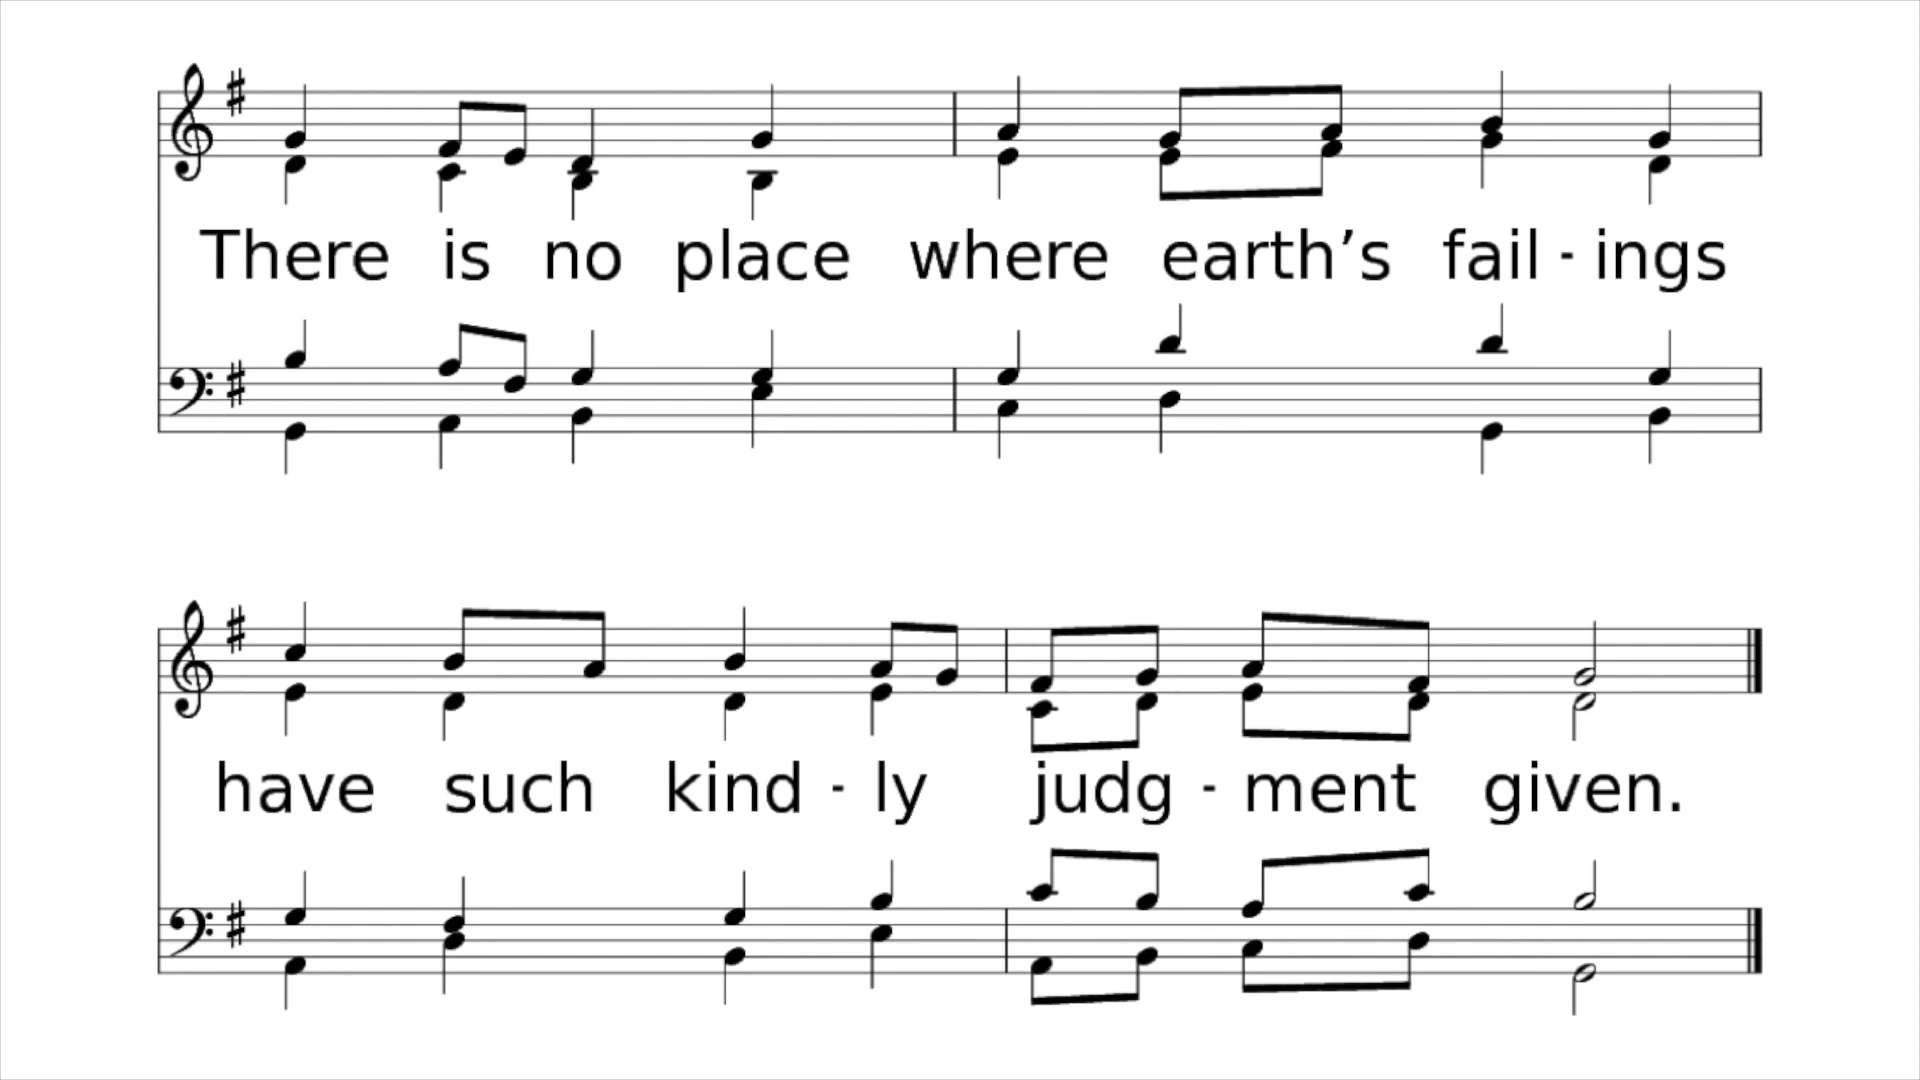 There is no place where earth’s fail - ings
have such kind - ly judg - ment given.